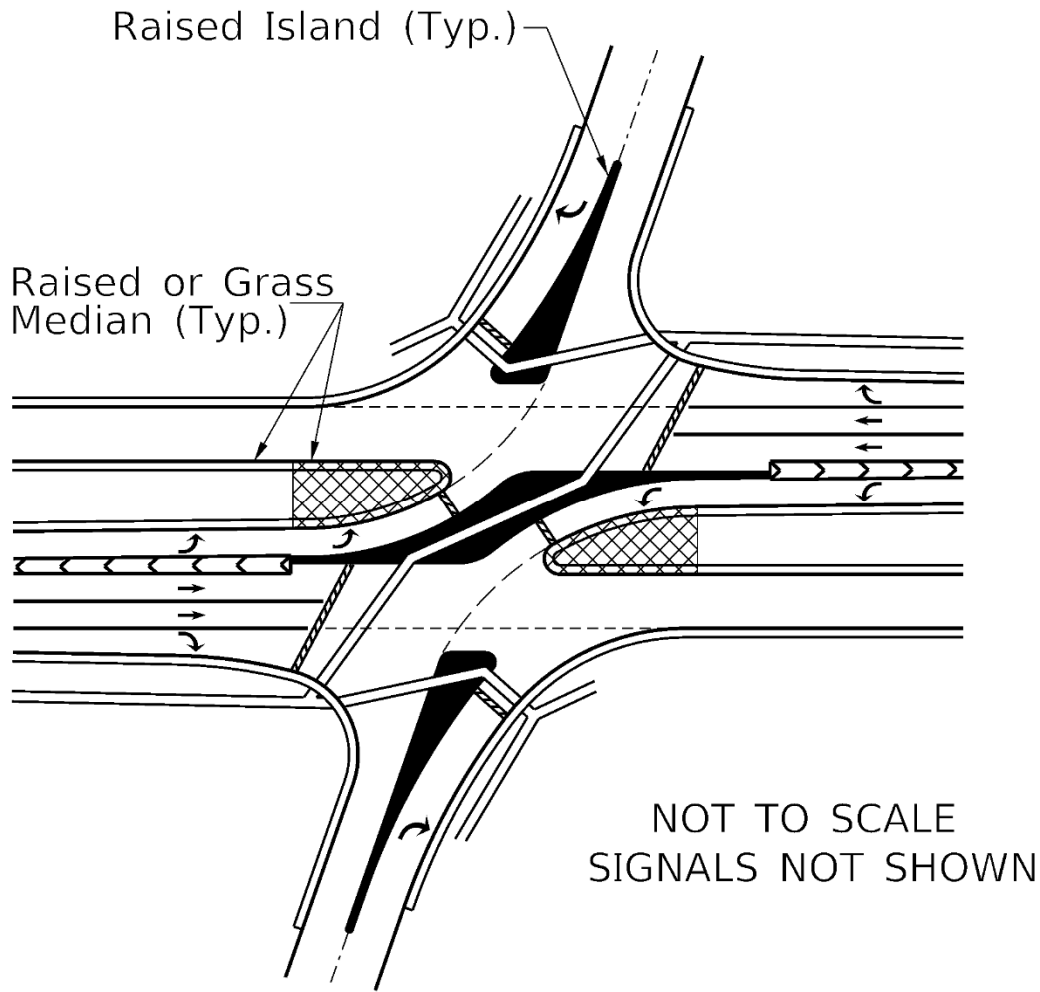 Raised Island (Typ.)
Raised or Grass
Median (Typ.)
NOT TO SCALE
SIGNALS NOT SHOWN